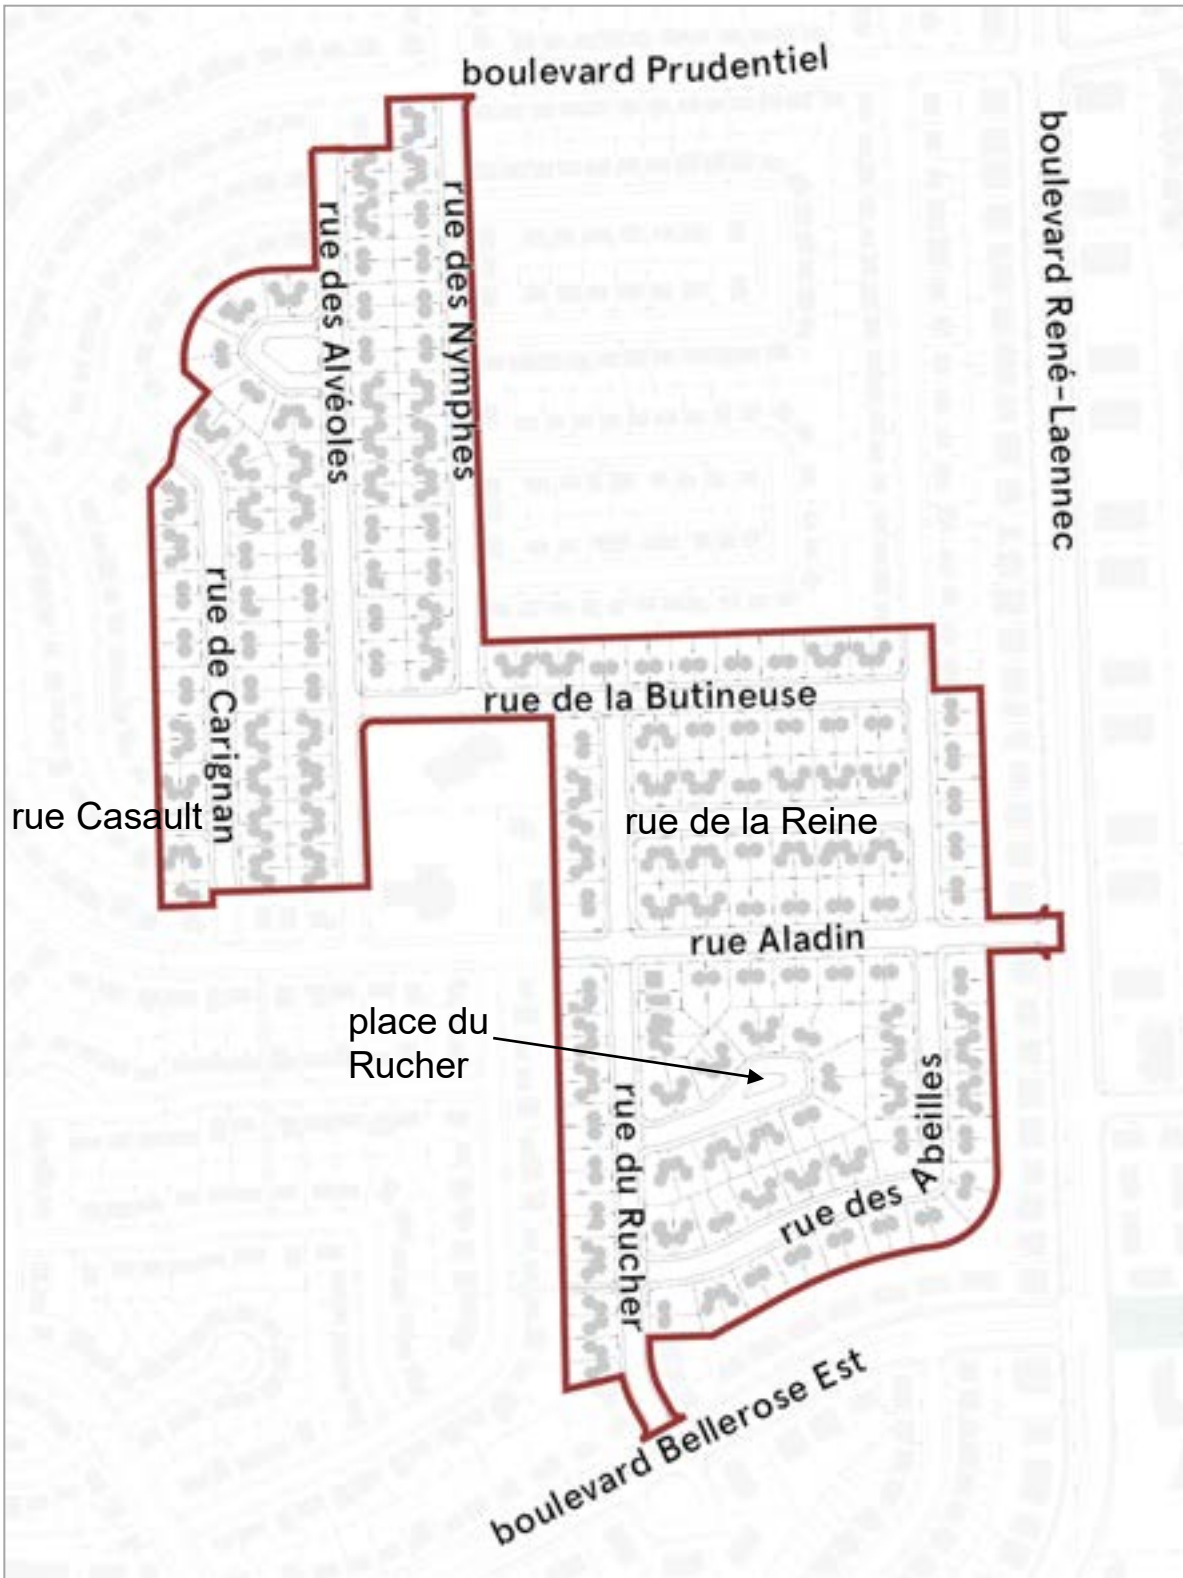 boulevard Prudentiel
boulevard René-Laennec
rue des Nymphes
rue des Alvéoles
rue de Carignan
rue de la Butineuse
rue Casault
rue de la Reine
rue Aladin
place du
Rucher
rue du Rucher
rue des Abeilles
boulevard Bellerose Est